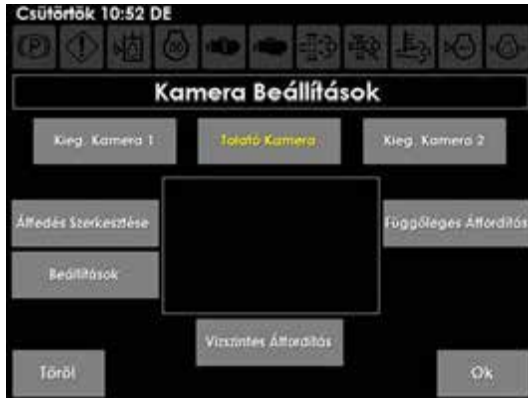 Csütörtök 10:52 DE
Kamera Beállítások
Kieg. Kamera 1
Tolató Kamera
Kieg. Kamera 2
Átfedés Szerkesztése
Függőleges Átfordítás
Beállítások
Vízszintes Átfordítás
Töröl
Ok